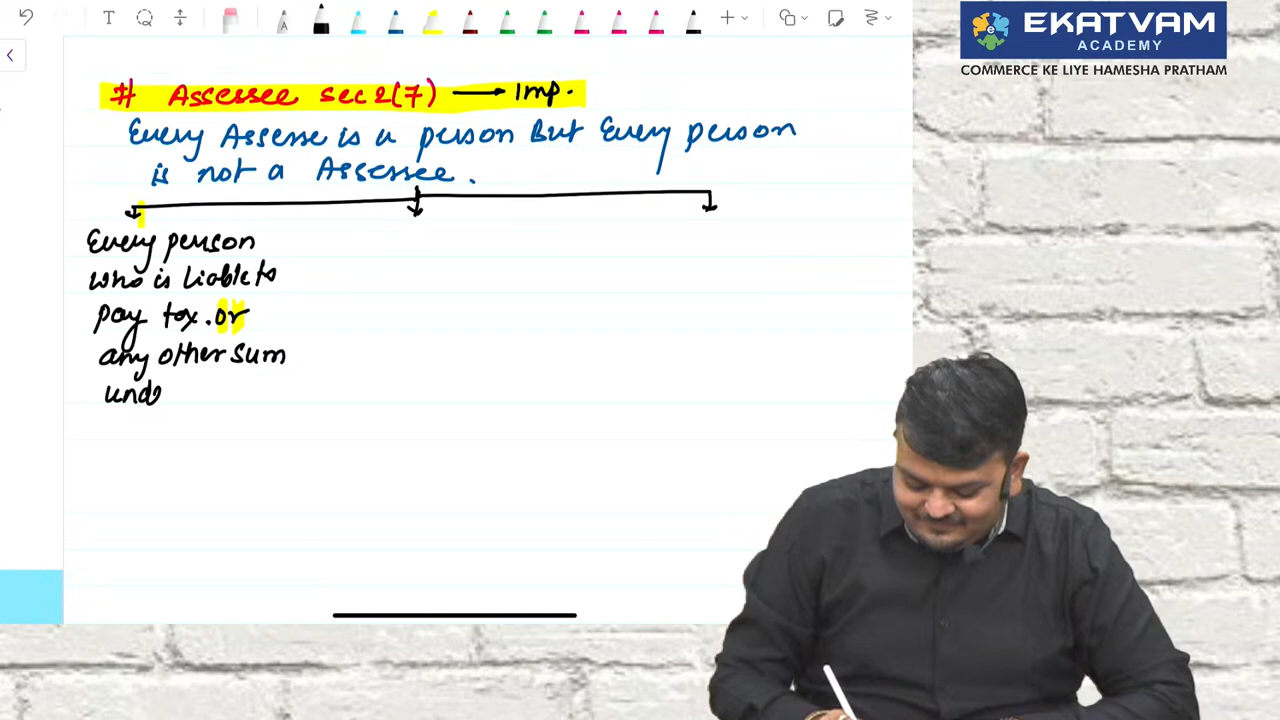 EKATVAM
ACADEMY
COMMERCE KE LIYE HAMESHA PRATHAM
# Assessee sec 2(7) → Imp.
Every Assesse is a person But Every person
is not a Assessee.
Every person
who is liable to
pay tax. or
any other sum
und